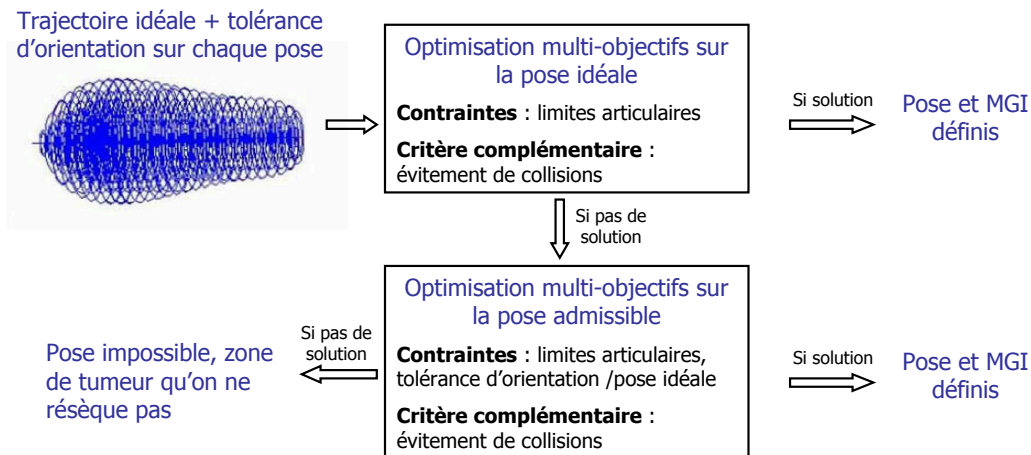 Trajectoire idéale + tolérance
d'orientation sur chaque pose
Optimisation multi-objectifs sur
la pose idéale
Contraintes : limites articulaires
Critère complémentaire :
évitement de collisions
Si solution
Pose et MGI
définis
Si pas de
solution
Optimisation multi-objectifs sur
la pose admissible
Contraintes : limites articulaires,
tolérance d'orientation /pose idéale
Critère complémentaire :
évitement de collisions
Si pas de
solution
Pose impossible, zone
de tumeur qu'on ne
résèque pas
Si solution
Pose et MGI
définis